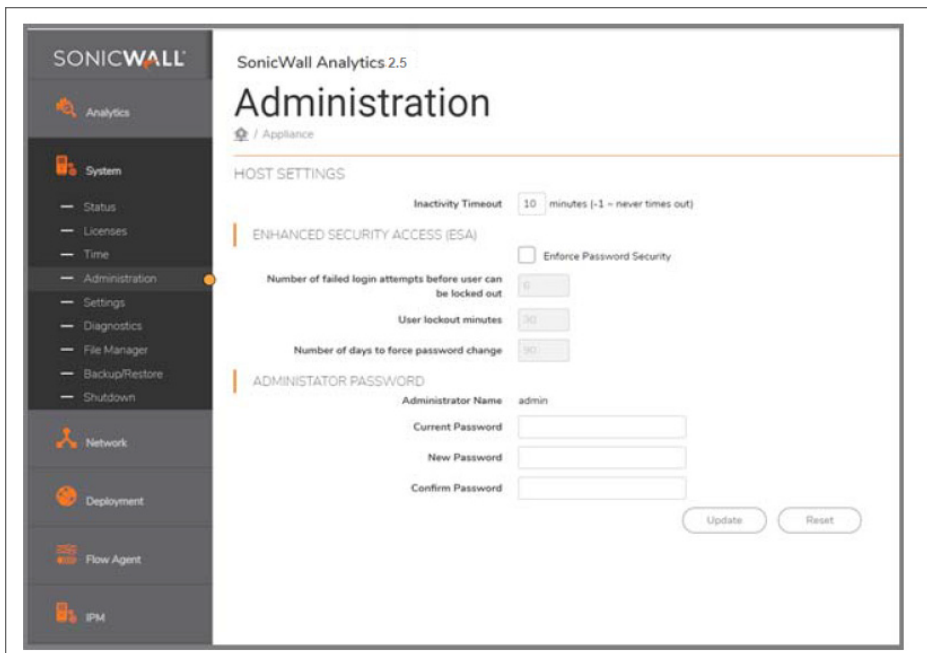 SONICWALL
Analytics
System
Status
Licenses
Time
Administration
Settings
Diagnostics
File Manager
Backup/Restore
Shutdown
Network
Deployment
Flow Agent
IPM
SonicWall Analytics 2.5
Administration
/ Appliance
HOST SETTINGS
Inactivity Timeout 10 minutes (-1 ~ never times out)
ENHANCED SECURITY ACCESS (ESA)
Enforce Password Security
Number of failed login attempts before user can
be locked out 6
User lockout minutes 30
Number of days to force password change 90
ADMINISTATOR PASSWORD
Administrator Name admin
Current Password
New Password
Confirm Password
Update Reset